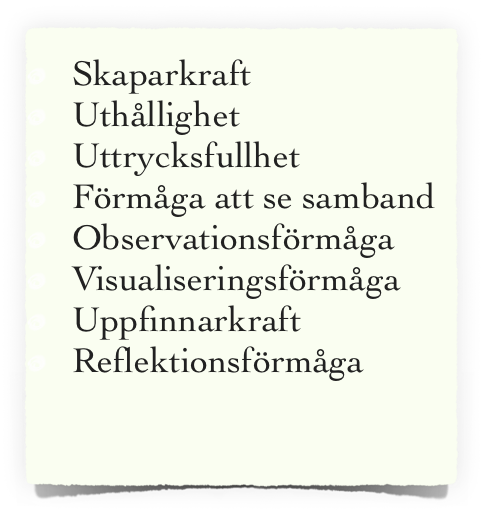 Skaparkraft
Uthållighet
Uttrycksfullhet
Förmåga att se samband
Observationsförmåga
Visualiseringsförmåga
Uppfinnarkraft
Reflektionsförmåga